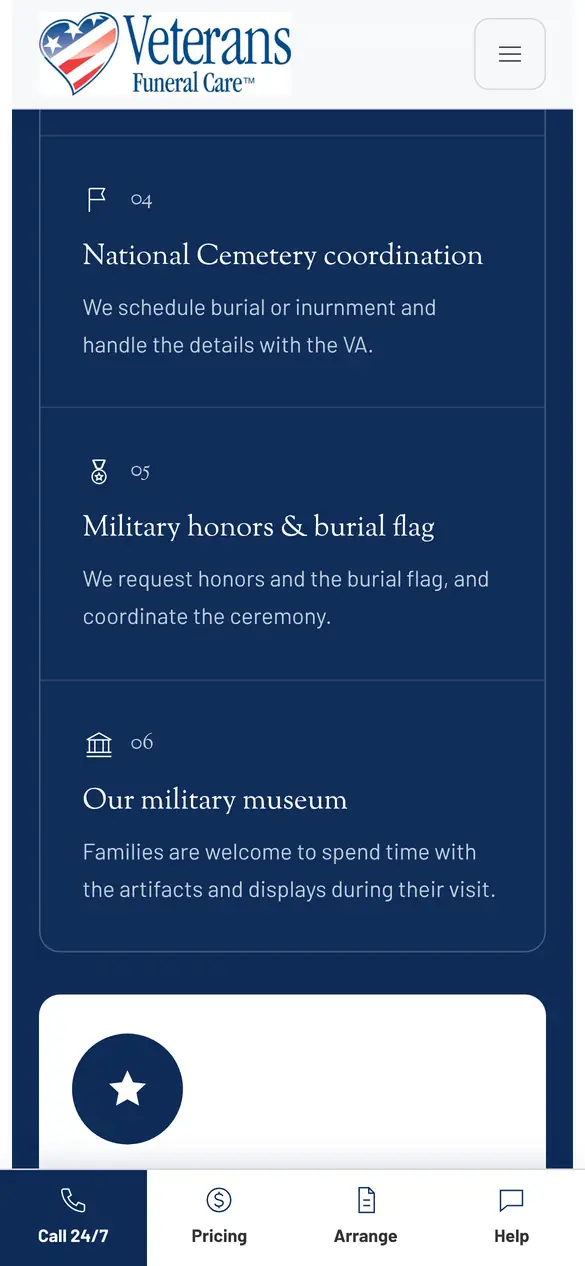 Veterans
Funeral Care™
04
National Cemetery coordination
We schedule burial or inurnment and
handle the details with the VA.
05
Military honors & burial flag
We request honors and the burial flag, and
coordinate the ceremony.
06
Our military museum
Families are welcome to spend time with
the artifacts and displays during their visit.
Call 24/7
Pricing
Arrange
Help